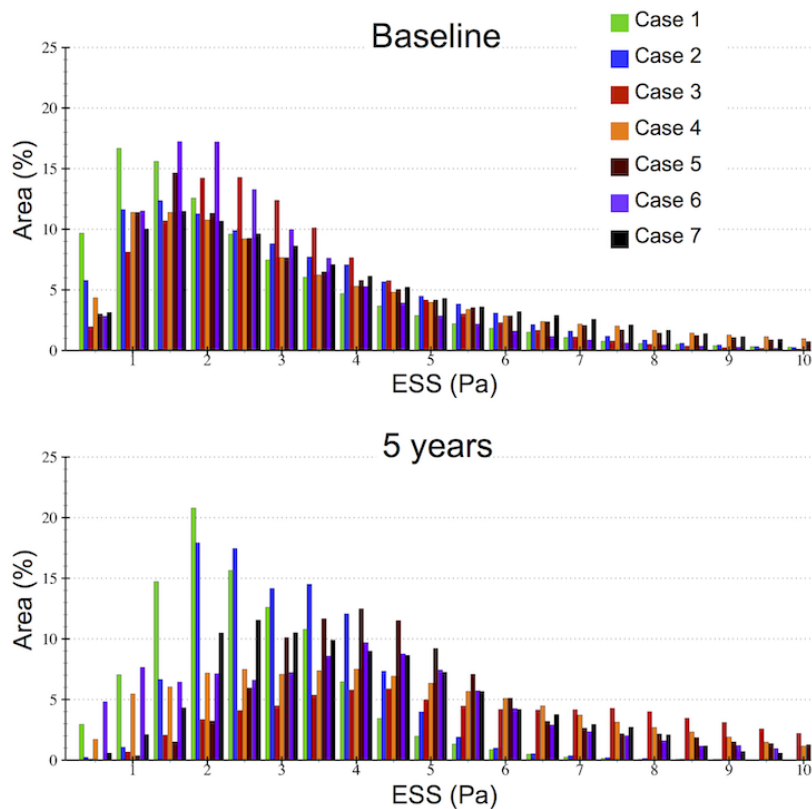 Baseline
Case 1
Case 2
Case 3
Case 4
Case 5
Case 6
Case 7
Area (%)
25
20
15
10
5
0
1 2 3 4 5 6 7 8 9 10
ESS (Pa)
5 years
Area (%)
25
20
15
10
5
0
1 2 3 4 5 6 7 8 9 10
ESS (Pa)